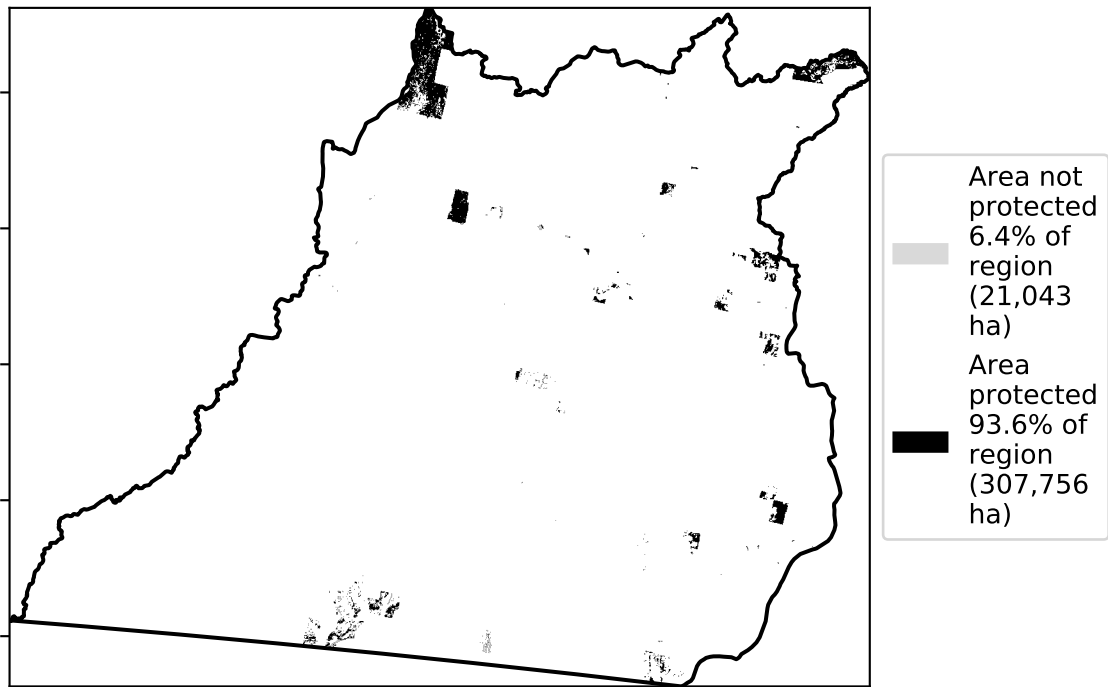 Area not
protected
6.4% of
region
(21,043
ha)
Area
protected
93.6% of
region
(307,756
ha)